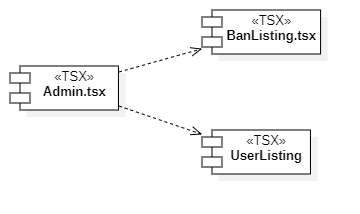 «TSX»
BanListing.tsx
«TSX»
Admin.tsx
«TSX»
UserListing